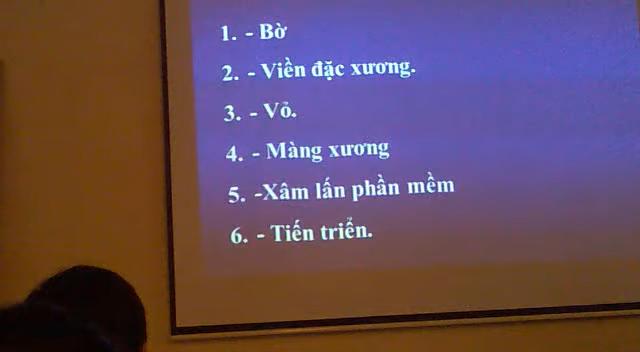 1. - Bờ
2. - Viền đặc xương.
3. - Vỏ.
4. - Màng xương
5. -Xâm lấn phần mềm
6. - Tiến triển.